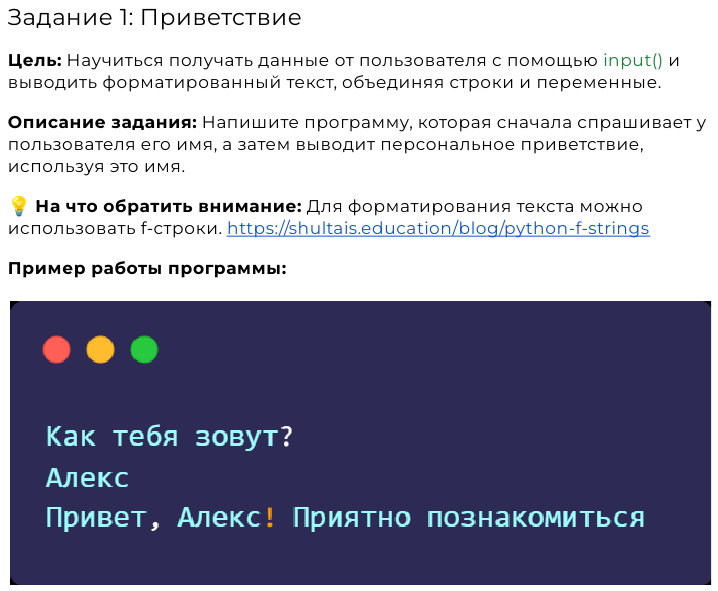 Задание 1: Приветствие
Цель: Научиться получать данные от пользователя с помощью input() и
выводить форматированный текст, объединяя строки и переменные.
Описание задания: Напишите программу, которая сначала спрашивает у
пользователя его имя, а затем выводит персональное приветствие,
используя это имя.
💡 На что обратить внимание: Для форматирования текста можно
использовать f-строки. https://shultais.education/blog/python-f-strings
Пример работы программы:
Как тебя зовут?
Алекс
Привет, Алекс! Приятно познакомиться